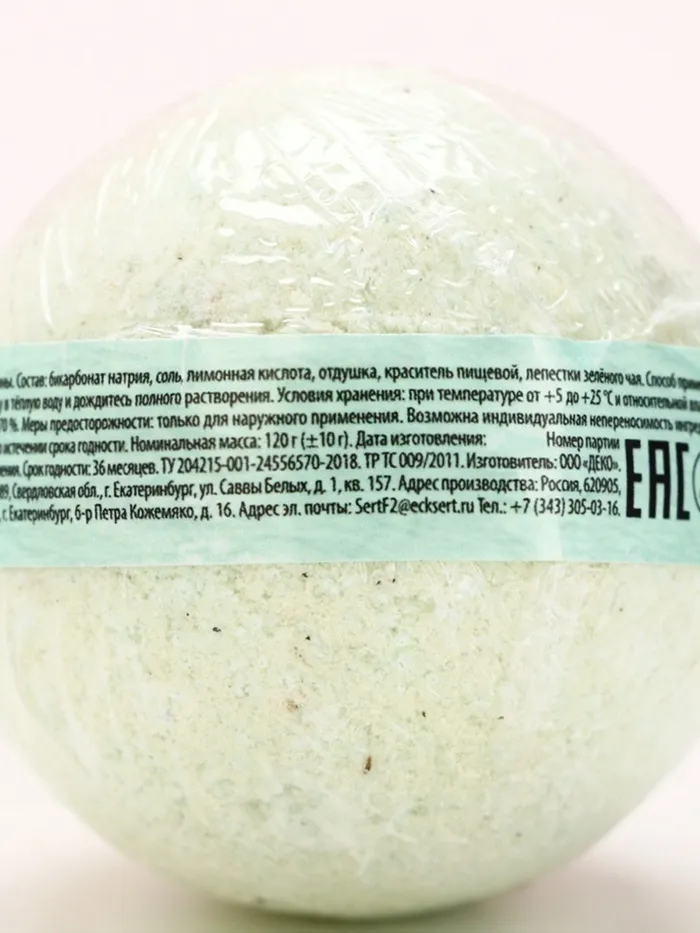 ны. Состав: бикарбонат натрия, соль, лимонная кислота, отдушка, краситель пищевой, лепестки зелёного чая. Способ
у в тёплую воду и дождитесь полного растворения. Условия хранения: при температуре от +5 до +25 °С и относительной
70 %. Меры предосторожности: только для наружного применения. Возможна индивидуальная непереносимость
истечении срока годности. Номинальная масса: 120 г (±10 г). Дата изготовления: Номер партии
ения. Срок годности: 36 месяцев. ТУ 204215-001-24556570-2018. ТР ТС 009/2011. Изготовитель: ООО «ДЕКО».
89, Свердловская обл., г. Екатеринбург, ул. Саввы Белых, д. 1, кв. 157. Адрес производства: Россия, 620905,
, г. Екатеринбург, б-р Петра Кожемяко, д. 16. Адрес эл. почты: SertF2@ecksert.ru Тел.: +7 (343) 305-03-16.
EAC